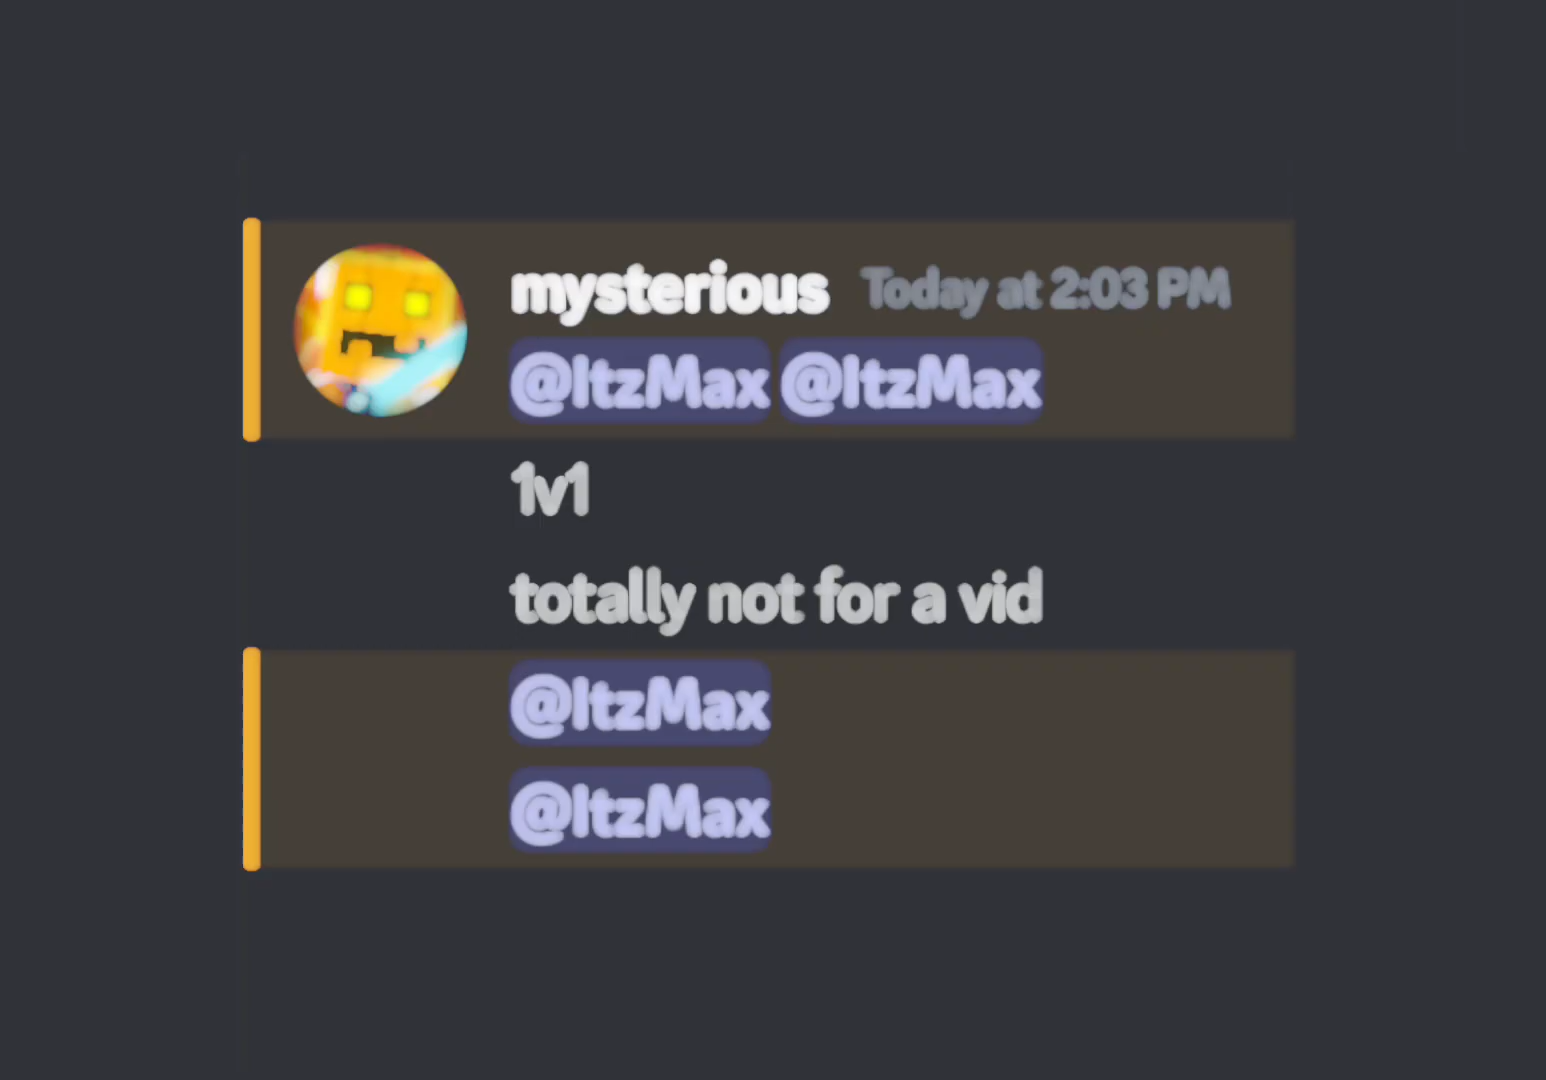 mysterious Today at 2:03 PM
@ItzMax @ItzMax
1v1
totally not for a vid
@ItzMax
@ItzMax